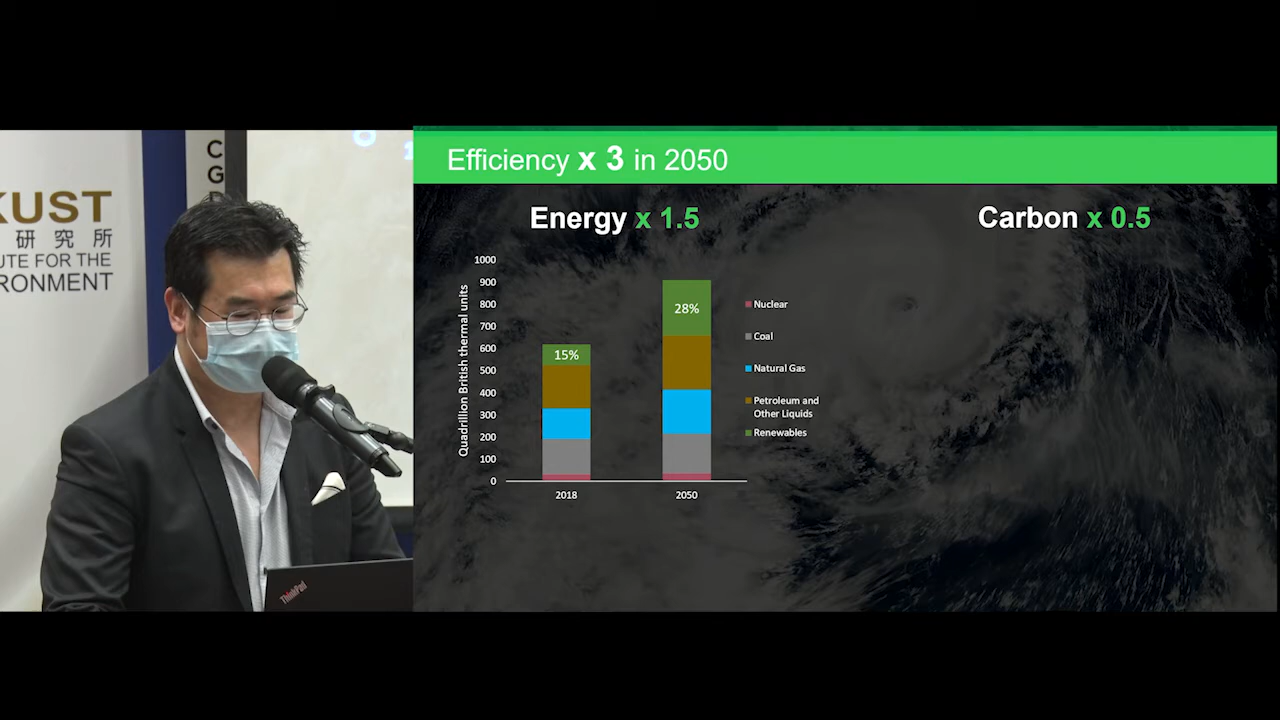 KUST
研究所
UTE FOR THE
RONMENT
C
G
ThinkPad
Efficiency x 3 in 2050
Energy x 1.5
Carbon x 0.5
Quadrillion British thermal units
1000
900
800
700
600
500
400
300
200
100
0
15%
28%
2018
2050
Nuclear
Coal
Natural Gas
Petroleum and
Other Liquids
Renewables